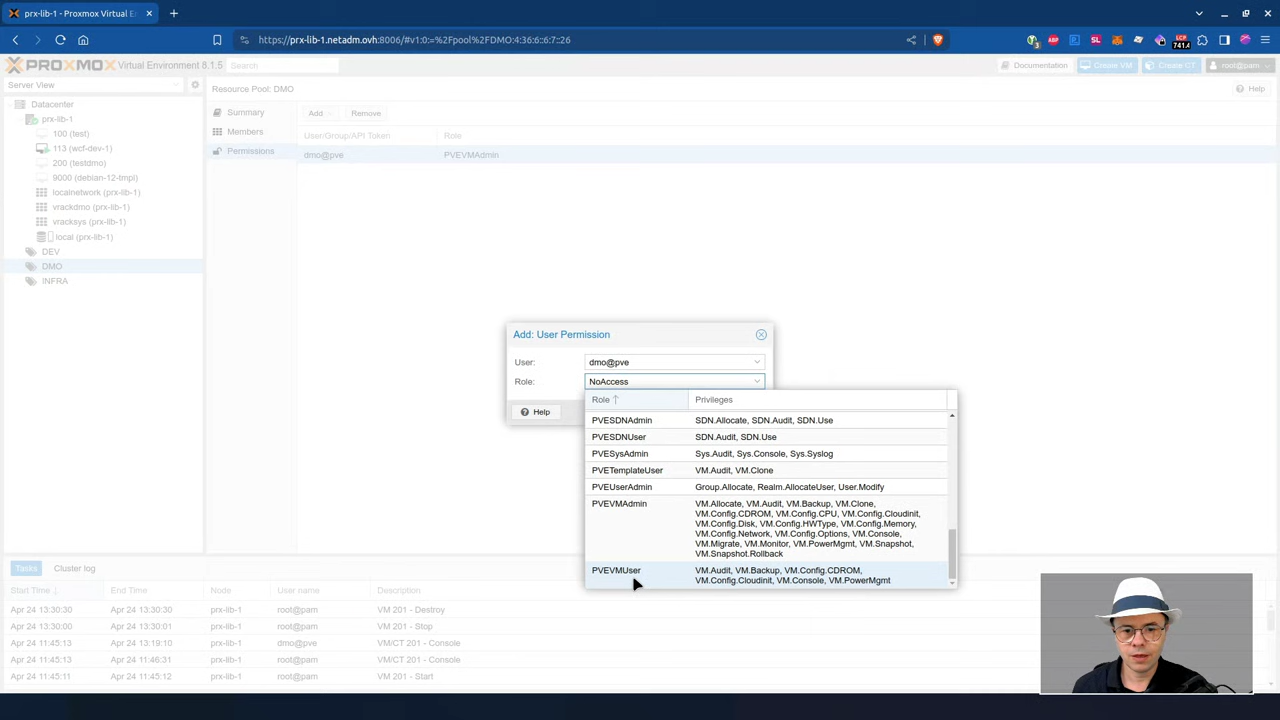 prx-lib-1 - Proxmox Virtual E
https://prx-lib-1.netadm.ovh:8006/#v1:0:=%2Fpool%2FDMO:4:36:6::6:7::26
741.4
PROXMOX Virtual Environment 8.1.5 Search Documentation Create VM Create CT root@pam
Server View
Resource Pool: DMO Help
Datacenter
prx-lib-1
100 (test)
113 (wcf-dev-1)
200 (testdmo)
9000 (debian-12-tmpl)
localnetwork (prx-lib-1)
vrackdmo (prx-lib-1)
vracksys (prx-lib-1)
local (prx-lib-1)
DEV
DMO
INFRA
Summary
Members
Permissions
Add Remove
User/Group/API Token Role
dmo@pve PVEVMAdmin
Add: User Permission
User: dmo@pve
Role: NoAccess
Help
Role Privileges
PVESDNAdmin SDN.Allocate, SDN.Audit, SDN.Use
PVESDNUser SDN.Audit, SDN.Use
PVESysAdmin Sys.Audit, Sys.Console, Sys.Syslog
PVETemplateUser VM.Audit, VM.Clone
PVEUserAdmin Group.Allocate, Realm.AllocateUser, User.Modify
PVEVMAdmin VM.Allocate, VM.Audit, VM.Backup, VM.Clone,
VM.Config.CDROM, VM.Config.CPU, VM.Config.Cloudinit,
VM.Config.Disk, VM.Config.HWType, VM.Config.Memory,
VM.Config.Network, VM.Config.Options, VM.Console,
VM.Migrate, VM.Monitor, VM.PowerMgmt, VM.Snapshot,
VM.Snapshot.Rollback
PVEVMUser VM.Audit, VM.Backup, VM.Config.CDROM,
VM.Config.Cloudinit, VM.Console, VM.PowerMgmt
Tasks Cluster log
Start Time End Time Node User name Description
Apr 24 13:30:30 Apr 24 13:30:30 prx-lib-1 root@pam VM 201 - Destroy
Apr 24 13:30:00 Apr 24 13:30:01 prx-lib-1 root@pam VM 201 - Stop
Apr 24 11:45:13 Apr 24 13:19:10 prx-lib-1 dmo@pve VM/CT 201 - Console
Apr 24 11:45:13 Apr 24 11:46:31 prx-lib-1 root@pam VM/CT 201 - Console
Apr 24 11:45:11 Apr 24 11:45:12 prx-lib-1 root@pam VM 201 - Start